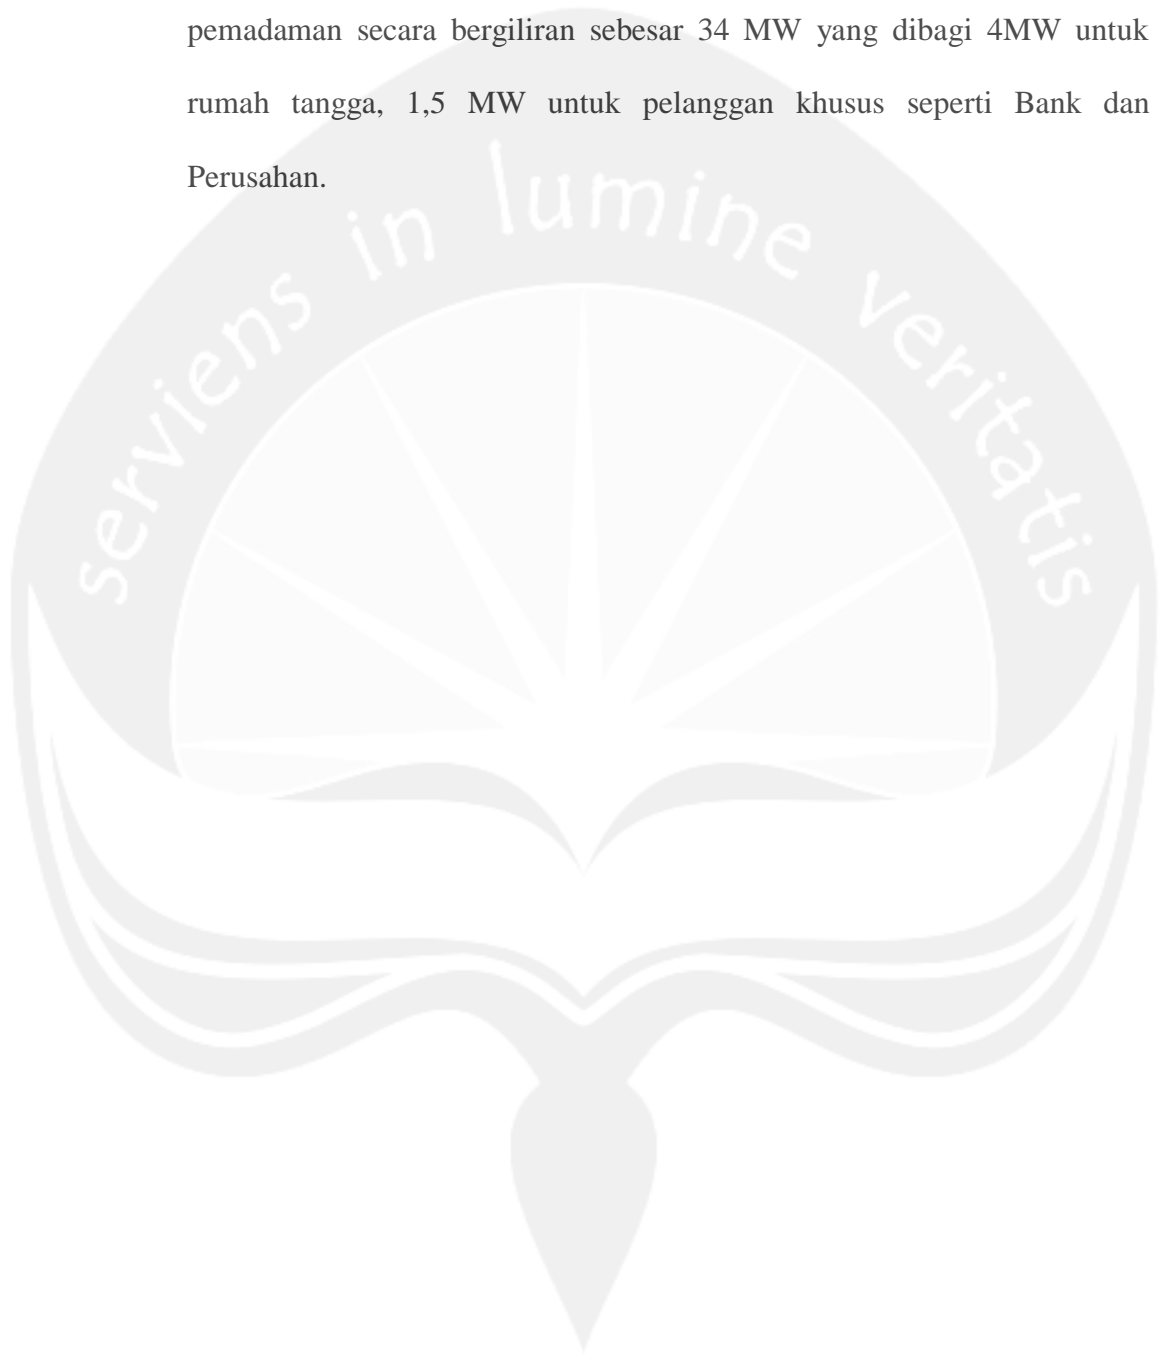 pemadaman secara bergiliran sebesar 34 MW yang dibagi 4MW untuk
rumah tangga, 1,5 MW untuk pelanggan khusus seperti Bank dan
Perusahan.
serviens in lumine veritatis